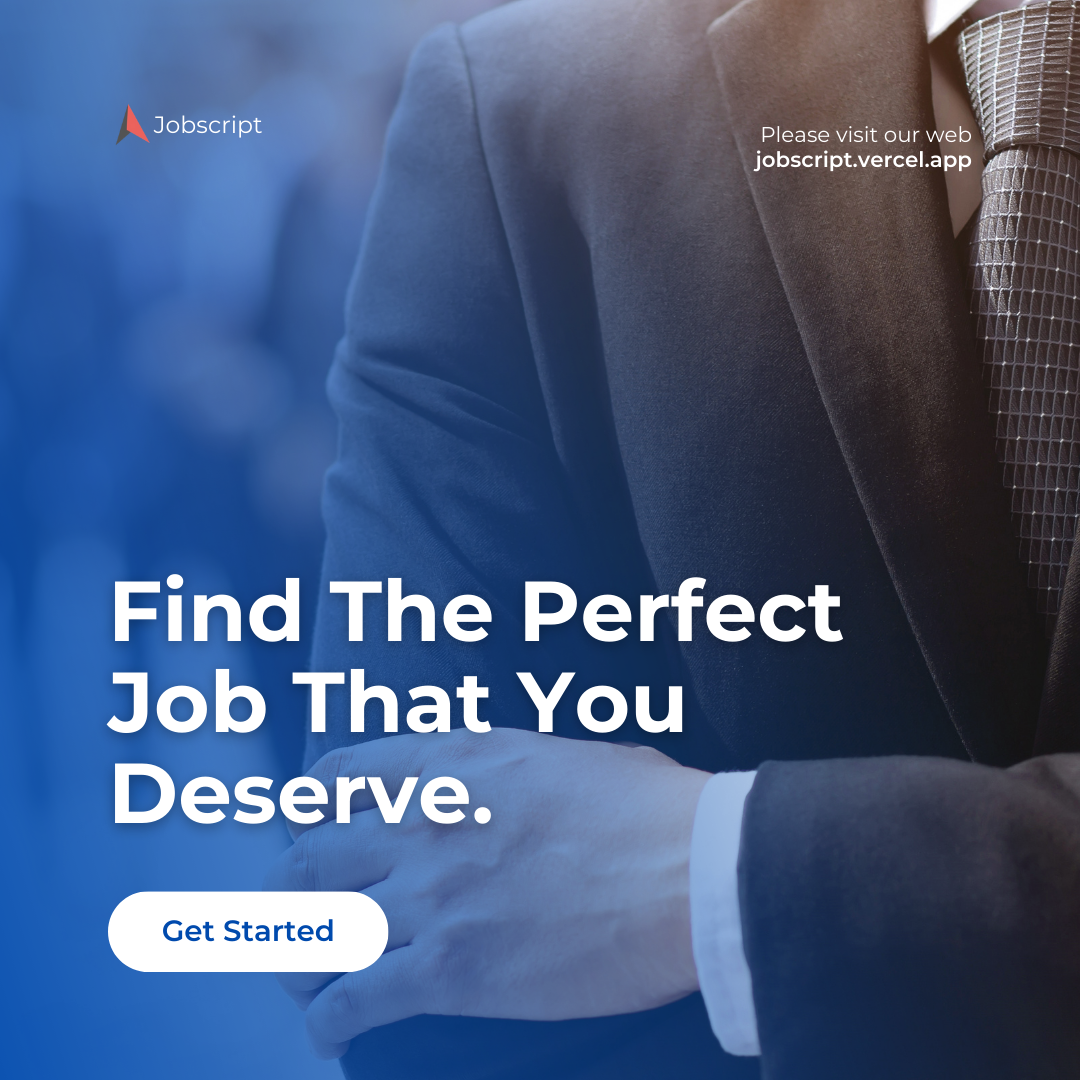 Jobscript
Please visit our web
jobscript.vercel.app
Find The Perfect
Job That You
Deserve.
Get Started